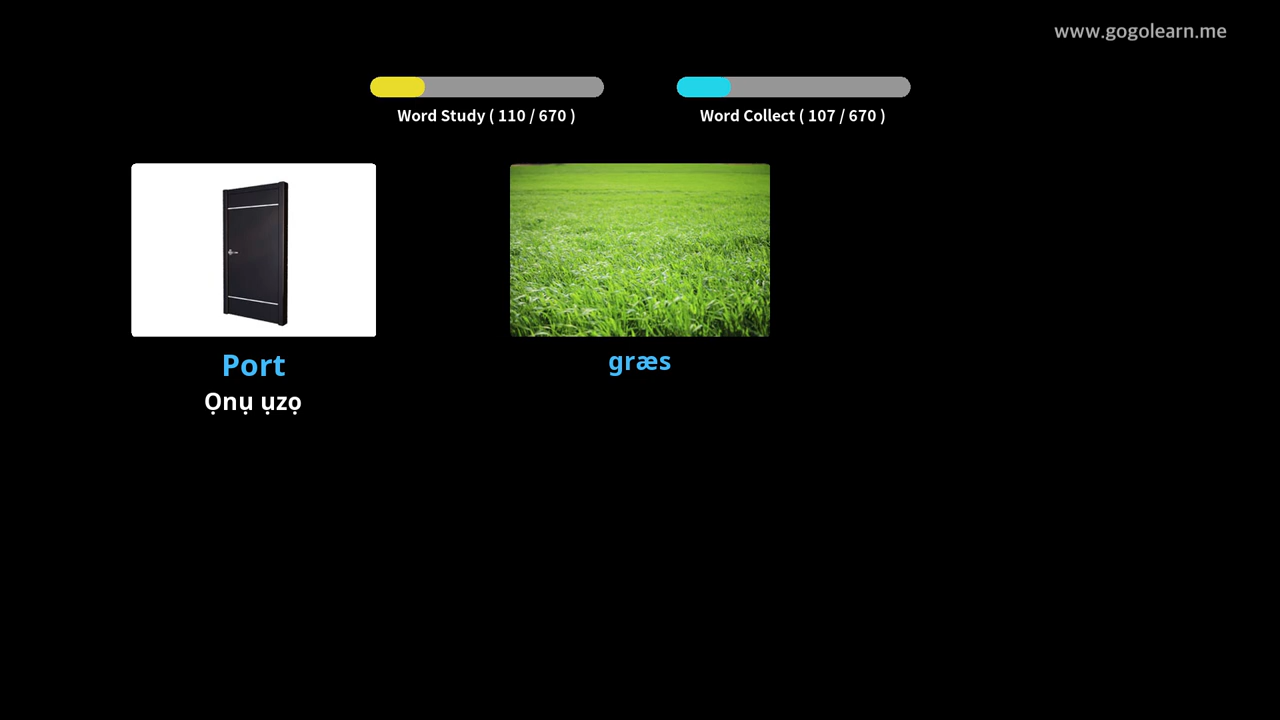 www.gogolearn.me
Word Study ( 110 / 670 )
Word Collect ( 107 / 670 )
Port
Ọnụ ụzọ
græs